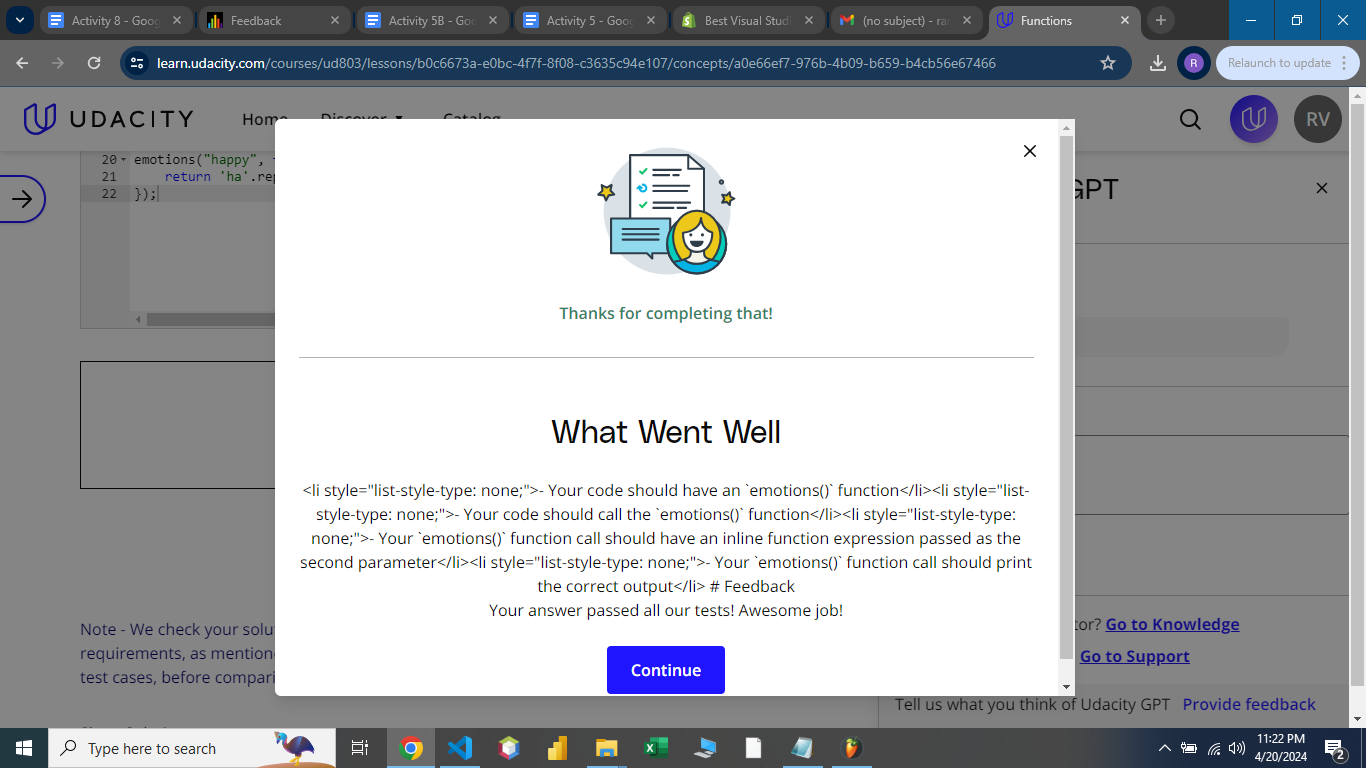 Activity 8 - Goog
Feedback
Activity 5B - Goo
Activity 5 - Goog
Best Visual Studi
(no subject) - rar
Functions
learn.udacity.com/courses/ud803/lessons/b0c6673a-e0bc-4f7f-8f08-c3635c94e107/concepts/a0e66ef7-976b-4b09-b659-b4cb56e67466
R
Relaunch to update
UDACITY
Home
Discover
Catalog
RV
20 emotions("happy",
21 return 'ha'.rep
22 });
GPT
Thanks for completing that!
What Went Well
<li style="list-style-type: none;">- Your code should have an `emotions()` function</li><li style="list-
style-type: none;">- Your code should call the `emotions()` function</li><li style="list-style-type:
none;">- Your `emotions()` function call should have an inline function expression passed as the
second parameter</li><li style="list-style-type: none;">- Your `emotions()` function call should print
the correct output</li> # Feedback
Your answer passed all our tests! Awesome job!
Continue
Note - We check your solu
requirements, as mention
test cases, before compari
tor? Go to Knowledge
Go to Support
Tell us what you think of Udacity GPT Provide feedback
Type here to search
11:22 PM
4/20/2024
2